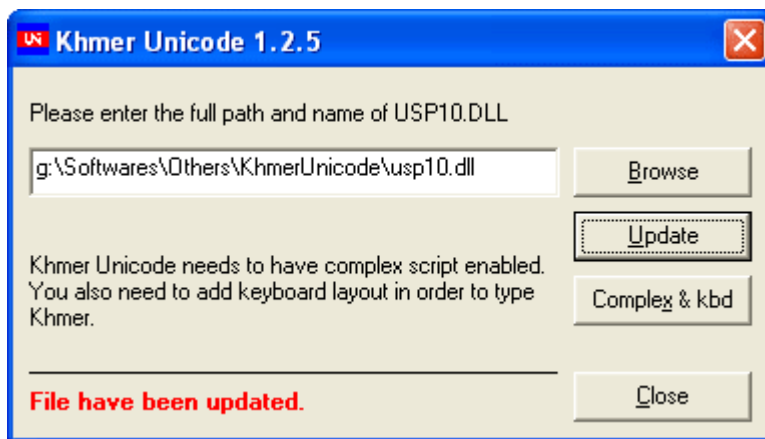 UNi Khmer Unicode 1.2.5
Please enter the full path and name of USP10.DLL
g:\Softwares\Others\KhmerUnicode\usp10.dll
Browse
Update
Khmer Unicode needs to have complex script enabled.
You also need to add keyboard layout in order to type
Khmer.
Complex & kbd
File have been updated.
Close